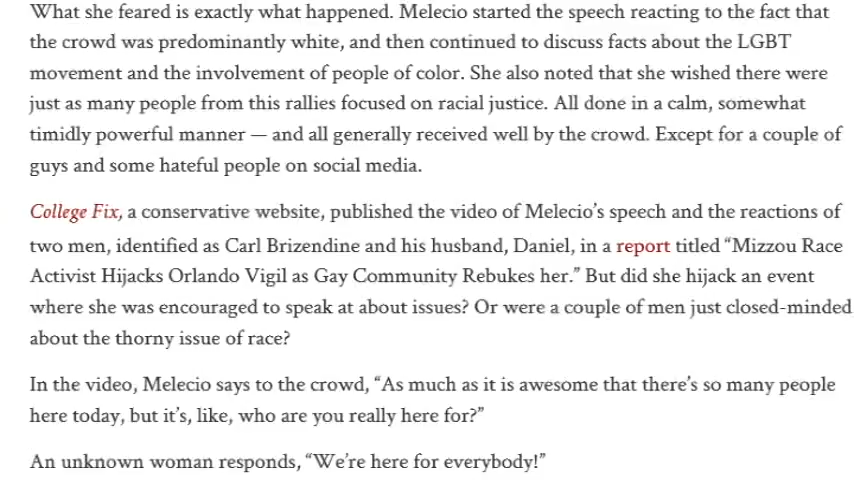 What she feared is exactly what happened. Melecio started the speech reacting to the fact that
the crowd was predominantly white, and then continued to discuss facts about the LGBT
movement and the involvement of people of color. She also noted that she wished there were
just as many people from this rallies focused on racial justice. All done in a calm, somewhat
timidly powerful manner — and all generally received well by the crowd. Except for a couple of
guys and some hateful people on social media.
College Fix, a conservative website, published the video of Melecio’s speech and the reactions of
two men, identified as Carl Brizendine and his husband, Daniel, in a report titled “Mizzou Race
Activist Hijacks Orlando Vigil as Gay Community Rebukes her.” But did she hijack an event
where she was encouraged to speak at about issues? Or were a couple of men just closed-minded
about the thorny issue of race?
In the video, Melecio says to the crowd, “As much as it is awesome that there’s so many people
here today, but it’s, like, who are you really here for?”
An unknown woman responds, “We’re here for everybody!”